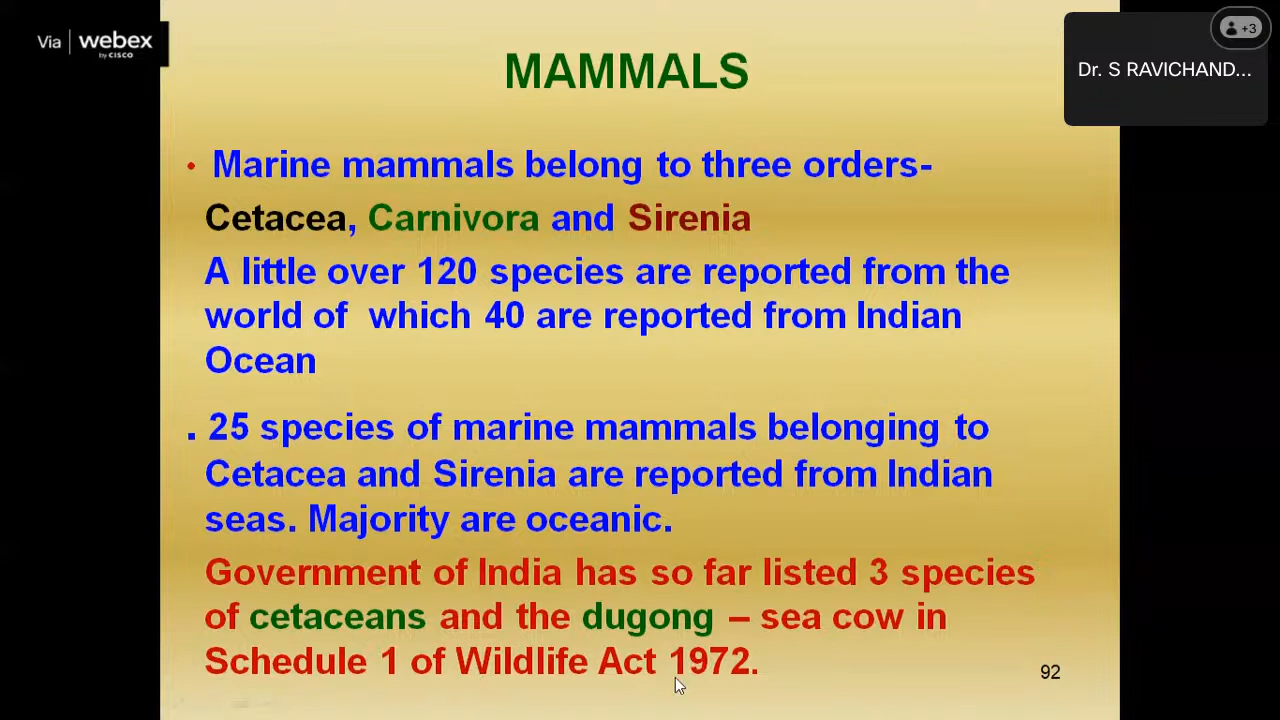 Via webex
by CISCO
+3
Dr. S RAVICHAND...
MAMMALS
• Marine mammals belong to three orders-
Cetacea, Carnivora and Sirenia
A little over 120 species are reported from the
world of which 40 are reported from Indian
Ocean
. 25 species of marine mammals belonging to
Cetacea and Sirenia are reported from Indian
seas. Majority are oceanic.
Government of India has so far listed 3 species
of cetaceans and the dugong – sea cow in
Schedule 1 of Wildlife Act 1972.
92